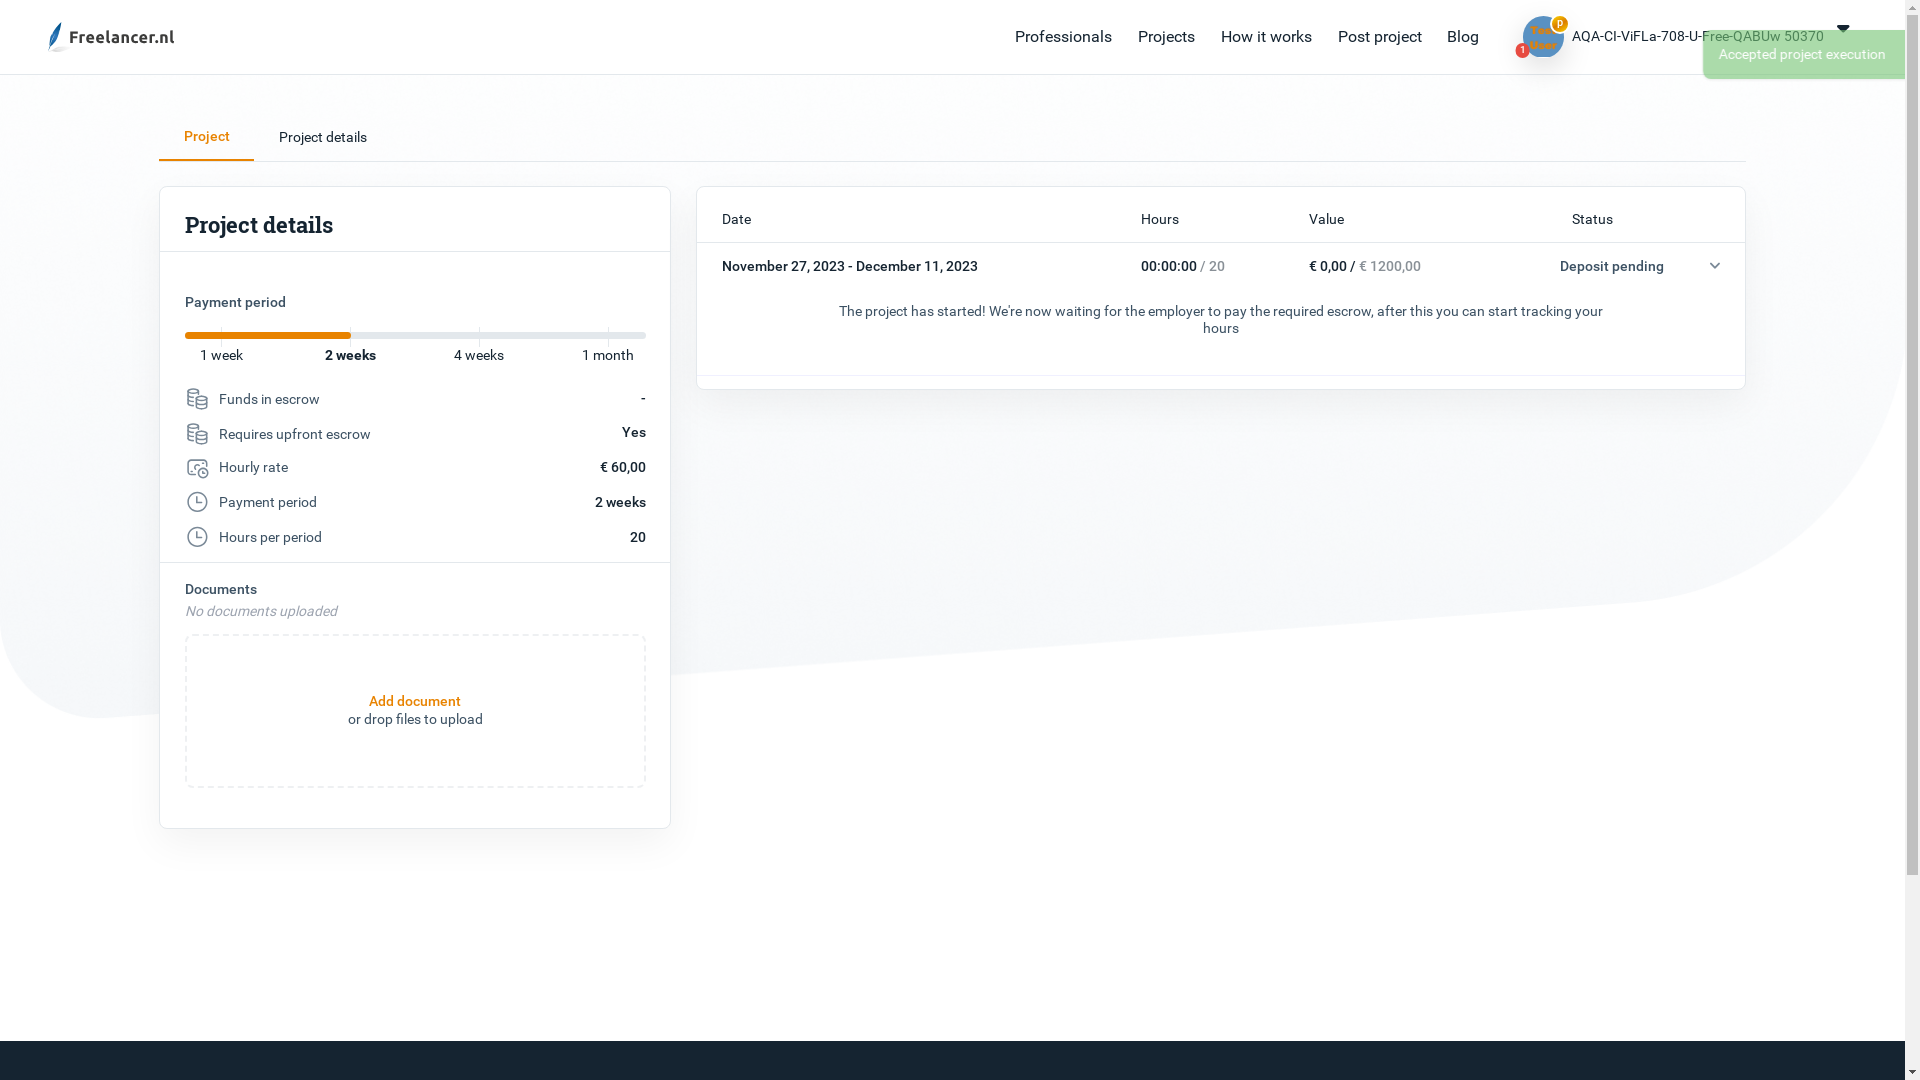 Freelancer.nl
Professionals
Projects
How it works
Post project
Blog
p
1
AQA-CI-ViFLa-708-U-Free-QABUw 50370
Accepted project execution
Project
Project details
Project details
Payment period
1 week
2 weeks
4 weeks
1 month
Funds in escrow
-
Requires upfront escrow
Yes
Hourly rate
€ 60,00
Payment period
2 weeks
Hours per period
20
Documents
No documents uploaded
Add document
or drop files to upload
Date
Hours
Value
Status
November 27, 2023 - December 11, 2023
00:00:00 / 20
€ 0,00 / € 1200,00
Deposit pending
The project has started! We're now waiting for the employer to pay the required escrow, after this you can start tracking your
hours